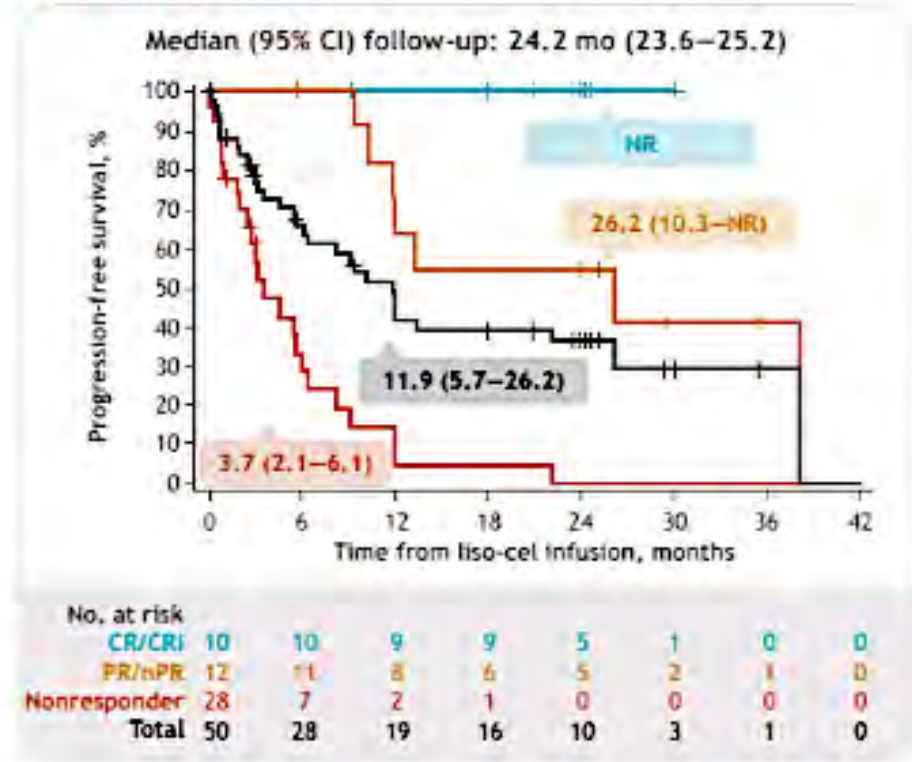 Median (95% CI) follow-up: 24.2 mo (23.6–25.2)
Progression-free survival, %
100
90
80
70
60
50
40
30
20
10
0
NR
26.2 (10.3–NR)
11.9 (5.7–26.2)
3.7 (2.1–6.1)
0 6 12 18 24 30 36 42
Time from liso-cel infusion, months
No. at risk
CR/CRi 10 10 9 9 5 1 0 0
PR/nPR 12 11 8 6 5 2 1 0
Nonresponder 28 7 2 1 0 0 0 0
Total 50 28 19 16 10 3 1 0